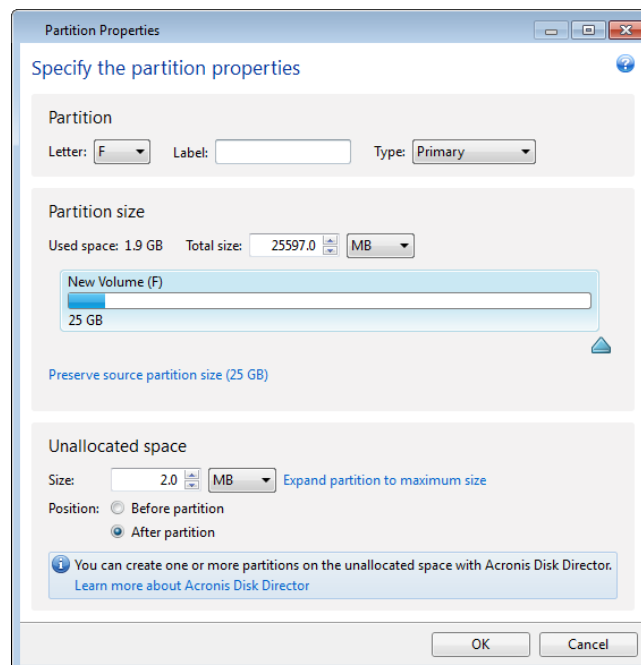 Partition Properties
Specify the partition properties
?
Partition
Letter: F Label: Type: Primary
Partition size
Used space: 1.9 GB Total size: 25597.0 MB
New Volume (F)
25 GB
Preserve source partition size (25 GB)
Unallocated space
Size: 2.0 MB Expand partition to maximum size
Position: Before partition
After partition
i You can create one or more partitions on the unallocated space with Acronis Disk Director.
Learn more about Acronis Disk Director
OK Cancel